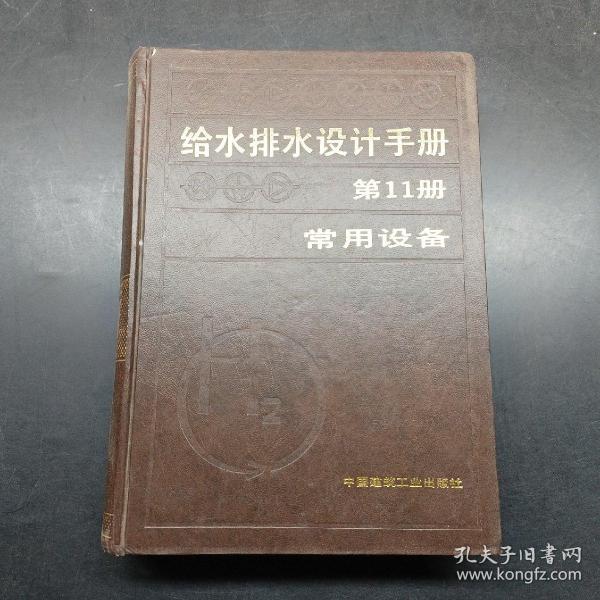 给水排水设计手册
第11册
常用设备
中国建筑工业出版社
孔夫子旧書网
www.kongfz.com